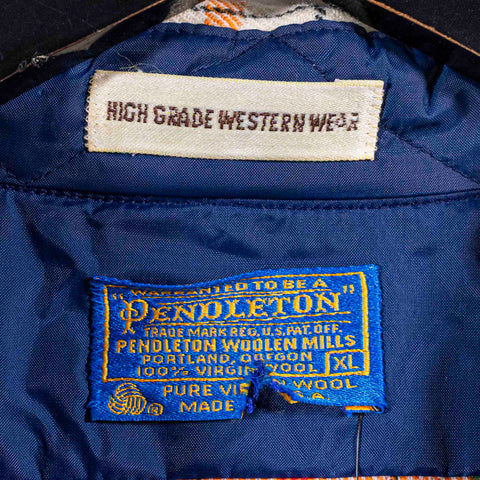 HIGH GRADE WESTERN WEAR
WARRANTED TO BE A
"PENDLETON"
TRADE MARK REG. U.S. PAT. OFF.
PENDLETON WOOLEN MILLS
PORTLAND, OREGON
100% VIRGIN WOOL
XL
PURE VIRGIN WOOL
® MADE